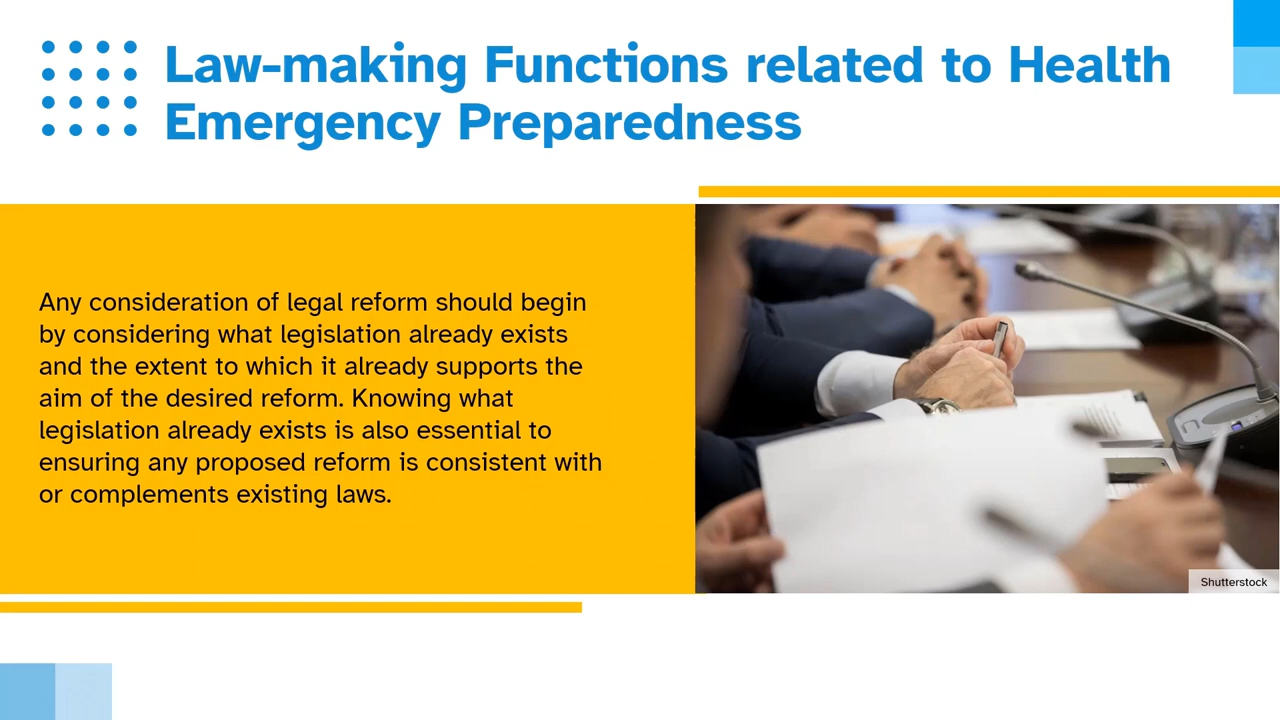 Law-making Functions related to Health
Emergency Preparedness
Any consideration of legal reform should begin
by considering what legislation already exists
and the extent to which it already supports the
aim of the desired reform. Knowing what
legislation already exists is also essential to
ensuring any proposed reform is consistent with
or complements existing laws.
Shutterstock